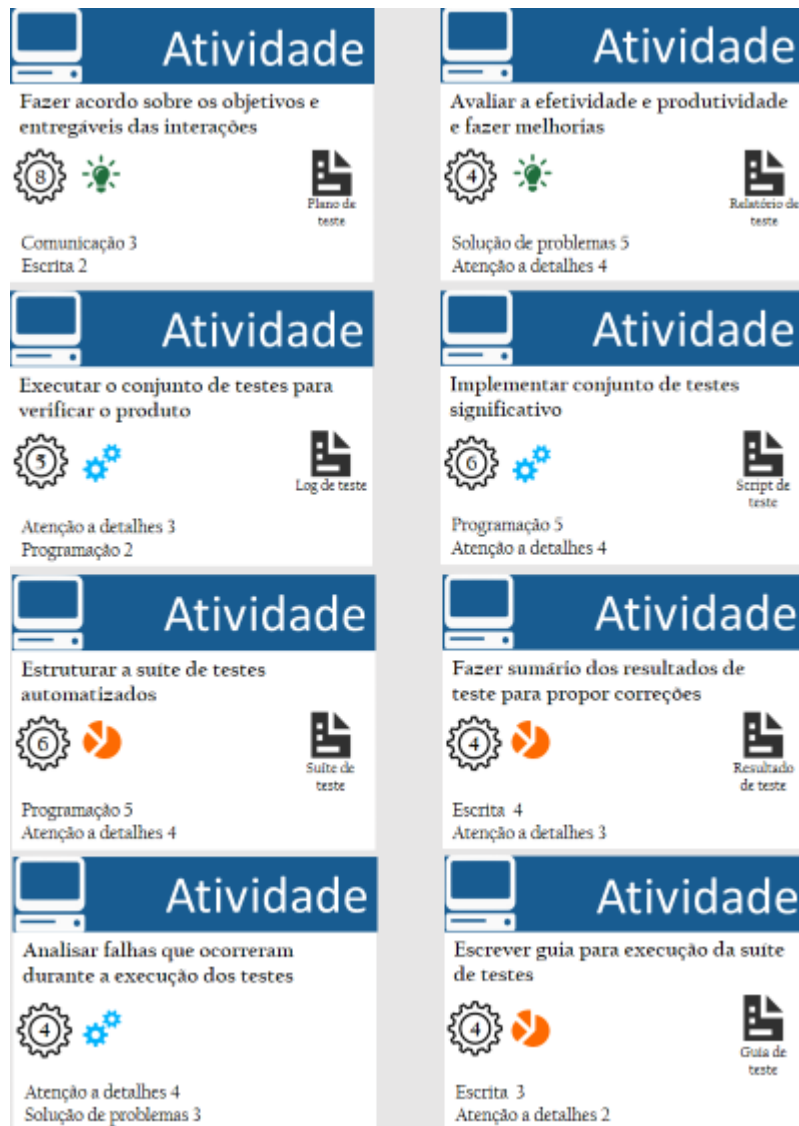 Atividade
Fazer acordo sobre os objetivos e
entregáveis das interações
8
Plano de
teste
Comunicação 3
Escrita 2
Atividade
Avaliar a efetividade e produtividade
e fazer melhorias
4
Relatório de
teste
Solução de problemas 5
Atenção a detalhes 4
Atividade
Executar o conjunto de testes para
verificar o produto
5
Log de teste
Atenção a detalhes 3
Programação 2
Atividade
Implementar conjunto de testes
significativo
6
Script de
teste
Programação 5
Atenção a detalhes 4
Atividade
Estruturar a suíte de testes
automatizados
6
Suíte de
teste
Programação 5
Atenção a detalhes 4
Atividade
Fazer sumário dos resultados de
teste para propor correções
4
Resultado
de teste
Escrita 4
Atenção a detalhes 3
Atividade
Analisar falhas que ocorreram
durante a execução dos testes
4
Atenção a detalhes 4
Solução de problemas 3
Atividade
Escrever guia para execução da suíte
de testes
4
Guia de
teste
Escrita 3
Atenção a detalhes 2